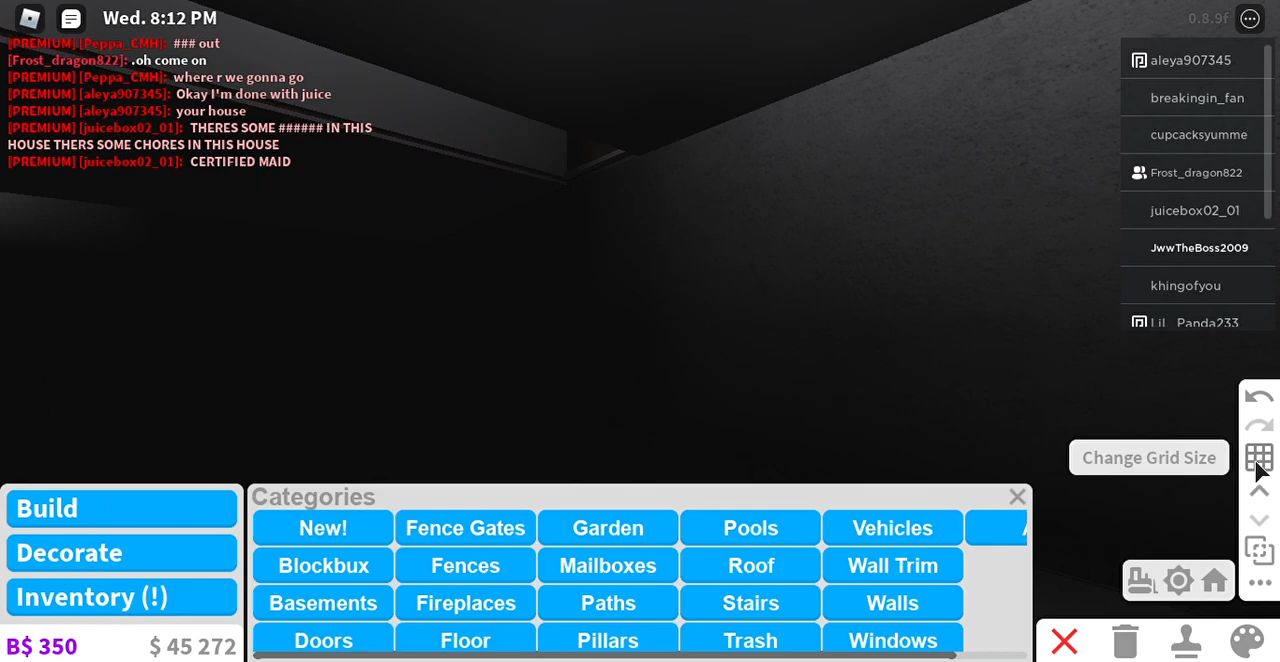 Wed. 8:12 PM
0.8.9f
[PREMIUM] [Peppa_CMH]: ### out
[Frost_dragon822]: .oh come on
[PREMIUM] [Peppa_CMH]: where r we gonna go
[PREMIUM] [aleya907345]: Okay I'm done with juice
[PREMIUM] [aleya907345]: your house
[PREMIUM] [juicebox02_01]: THERES SOME ###### IN THIS
HOUSE THERS SOME CHORES IN THIS HOUSE
[PREMIUM] [juicebox02_01]: CERTIFIED MAID
aleya907345
breakingin_fan
cupcacksyumme
Frost_dragon822
juicebox02_01
JwwTheBoss2009
khingofyou
Lil_Panda233
Change Grid Size
Build
Decorate
Inventory (!)
B$ 350 $ 45 272
Categories
New! Fence Gates Garden Pools Vehicles
Blockbux Fences Mailboxes Roof Wall Trim
Basements Fireplaces Paths Stairs Walls
Doors Floor Pillars Trash Windows